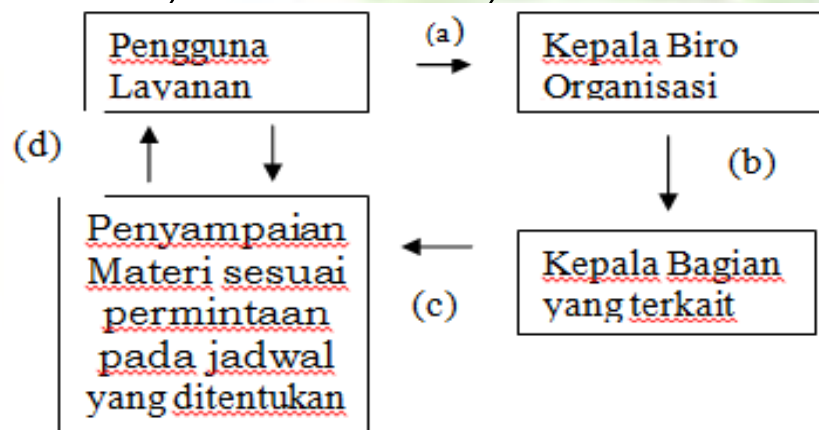 Pengguna
Layanan
(a)
Kepala Biro
Organisasi
(d)
(b)
Penyampaian
Materi sesuai
permintaan
pada jadwal
yang ditentukan
(c)
Kepala Bagian
yang terkait